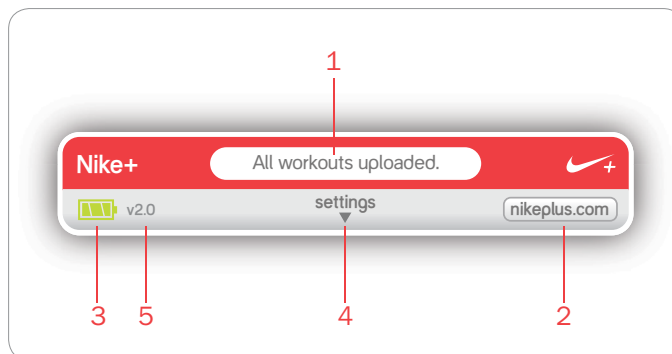 1
Nike+
All workouts uploaded.
+
v2.0
settings
nikeplus.com
3
5
4
2